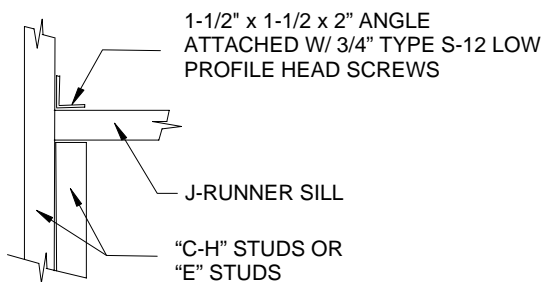 1-1/2" x 1-1/2 x 2” ANGLE
ATTACHED W/ 3/4” TYPE S-12 LOW
PROFILE HEAD SCREWS
J-RUNNER SILL
“C-H” STUDS OR
“E” STUDS